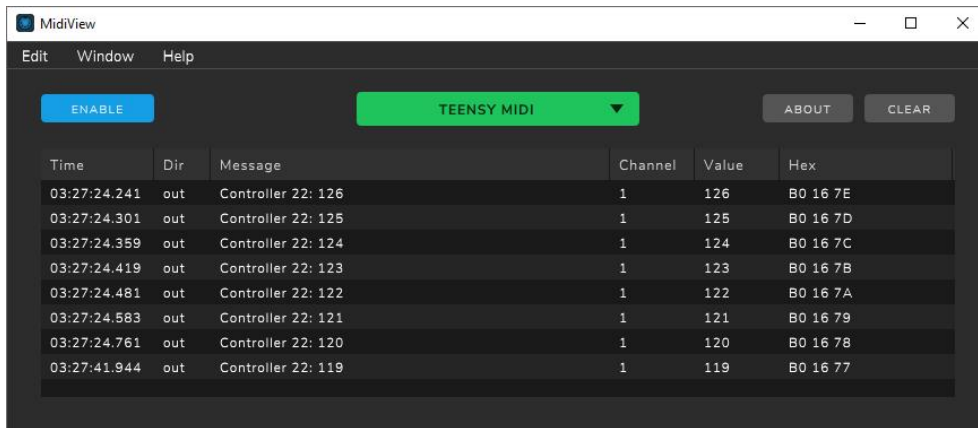 MidiView
Edit Window Help
ENABLE TEENSY MIDI ABOUT CLEAR
Time Dir Message Channel Value Hex
03:27:24.241 out Controller 22: 126 1 126 B0 16 7E
03:27:24.301 out Controller 22: 125 1 125 B0 16 7D
03:27:24.359 out Controller 22: 124 1 124 B0 16 7C
03:27:24.419 out Controller 22: 123 1 123 B0 16 7B
03:27:24.481 out Controller 22: 122 1 122 B0 16 7A
03:27:24.583 out Controller 22: 121 1 121 B0 16 79
03:27:24.761 out Controller 22: 120 1 120 B0 16 78
03:27:41.944 out Controller 22: 119 1 119 B0 16 77